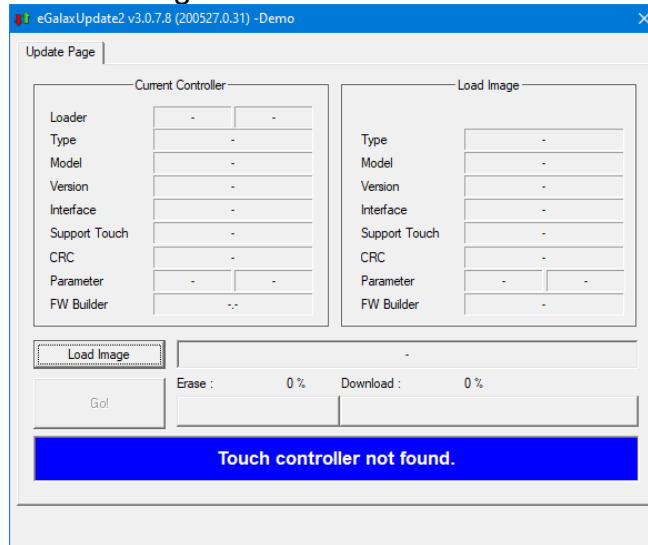 eGalaxUpdate2 v3.0.7.8 (200527.0.31) -Demo
Update Page
Current Controller
Loader - -
Type -
Model -
Version -
Interface -
Support Touch -
CRC -
Parameter - -
FW Builder -.-
Load Image
Type -
Model -
Version -
Interface -
Support Touch -
CRC -
Parameter - -
FW Builder -
Load Image -
Erase : 0 % Download : 0 %
Go!
Touch controller not found.